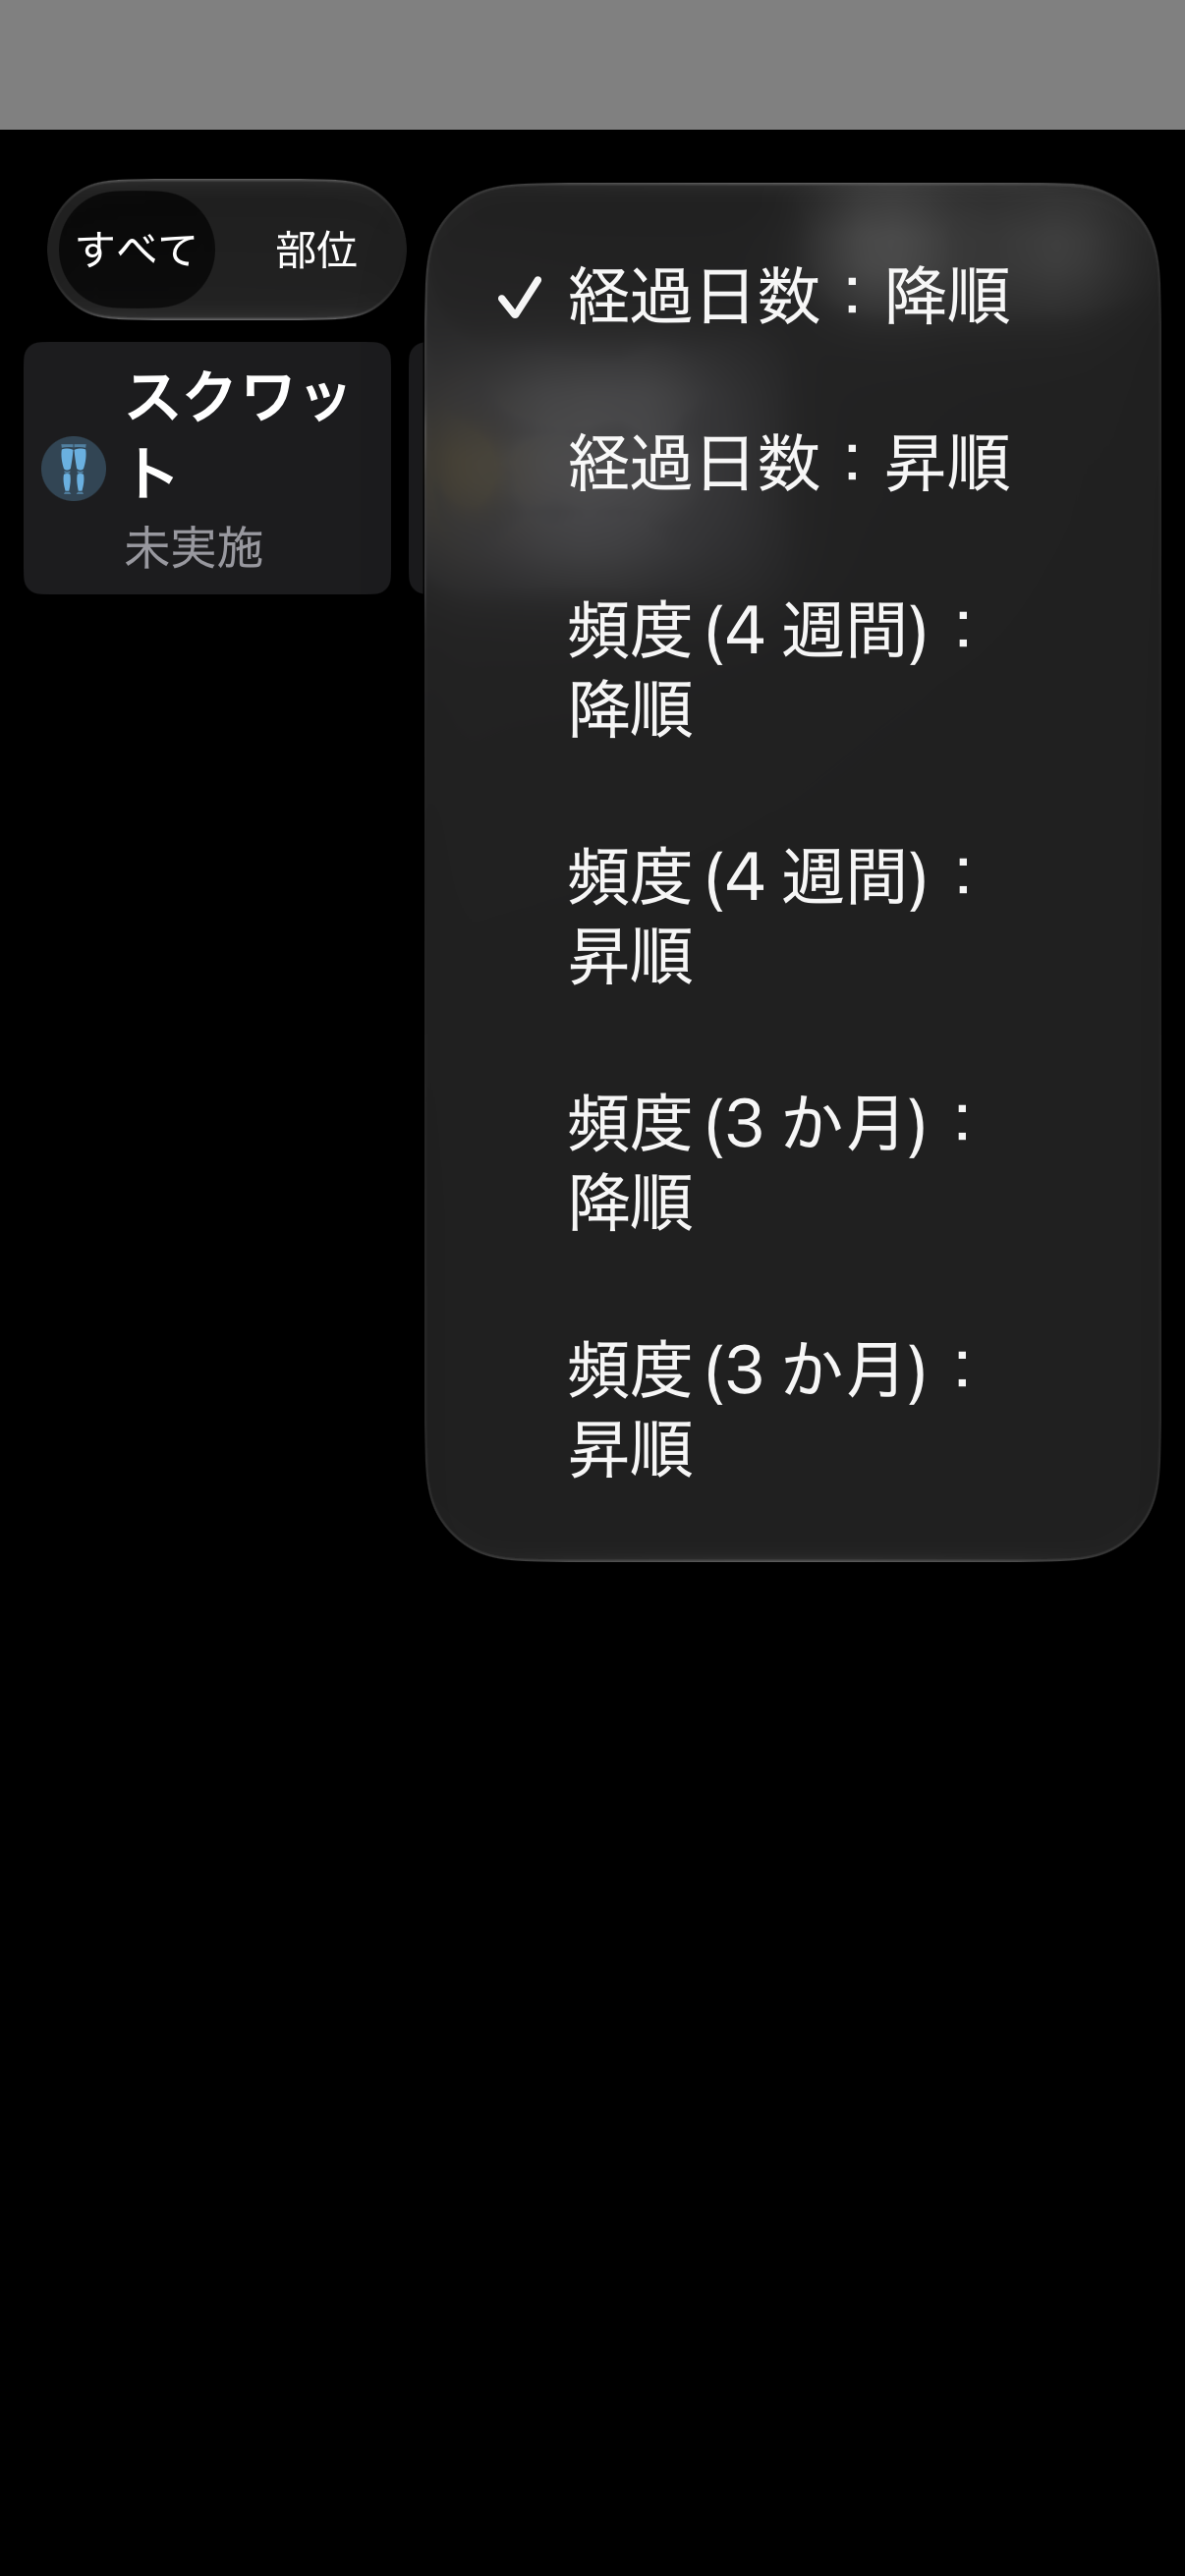 すべて
部位
スクワッ
ト
未実施
経過日数：降順
経過日数：昇順
頻度 (4 週間)：
降順
頻度 (4 週間)：
昇順
頻度 (3 か月)：
降順
頻度 (3 か月)：
昇順